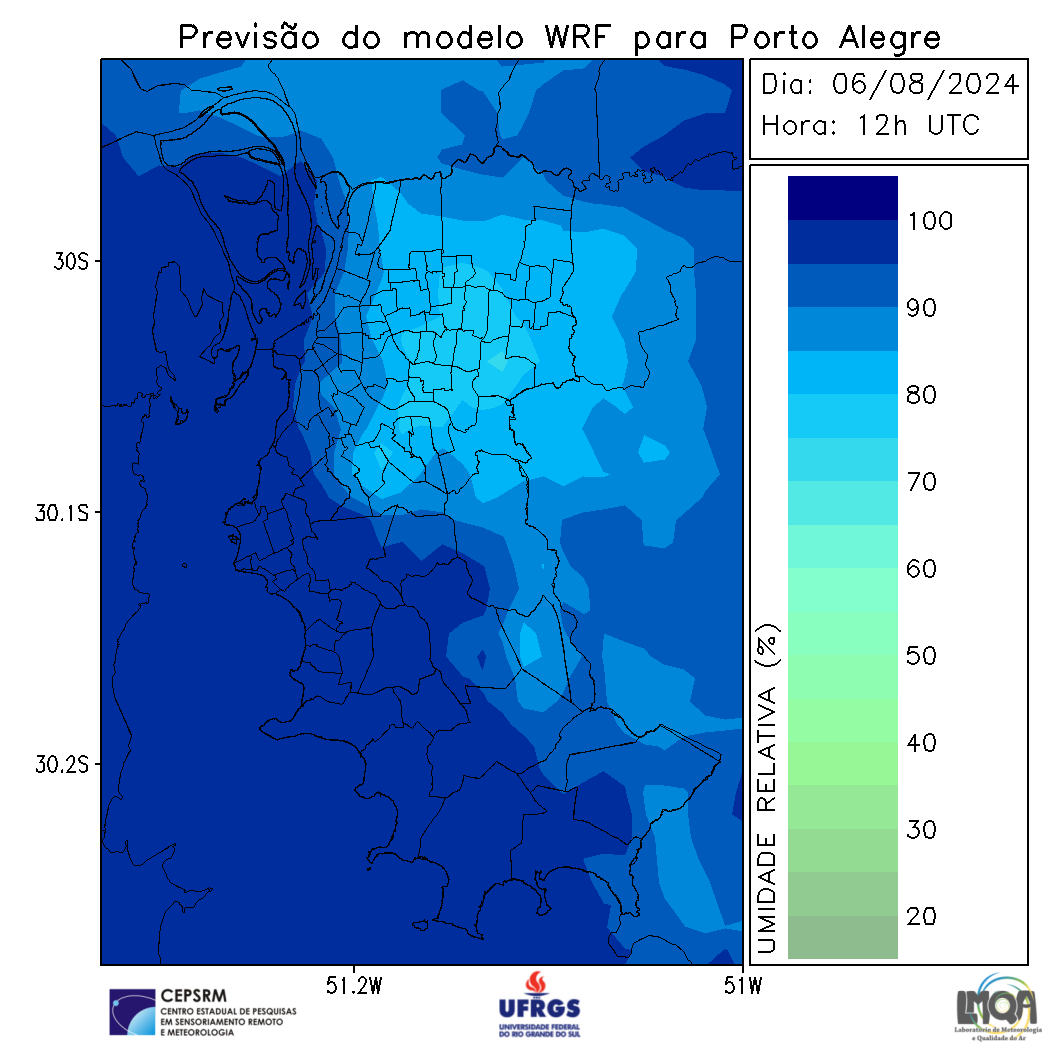 Previsão do modelo WRF para Porto Alegre
Dia: 06/08/2024
Hora: 12h UTC
30S
30.1S
30.2S
51.2W
51W
100
90
80
70
60
50
40
30
20
UMIDADE RELATIVA (%)
CEPSRM
CENTRO ESTADUAL DE PESQUISAS
EM SENSORIAMENTO REMOTO
E METEOROLOGIA
UFRGS
UNIVERSIDADE FEDERAL
DO RIO GRANDE DO SUL
LMQA
Laboratório de Meteorologia
e Qualidade do Ar